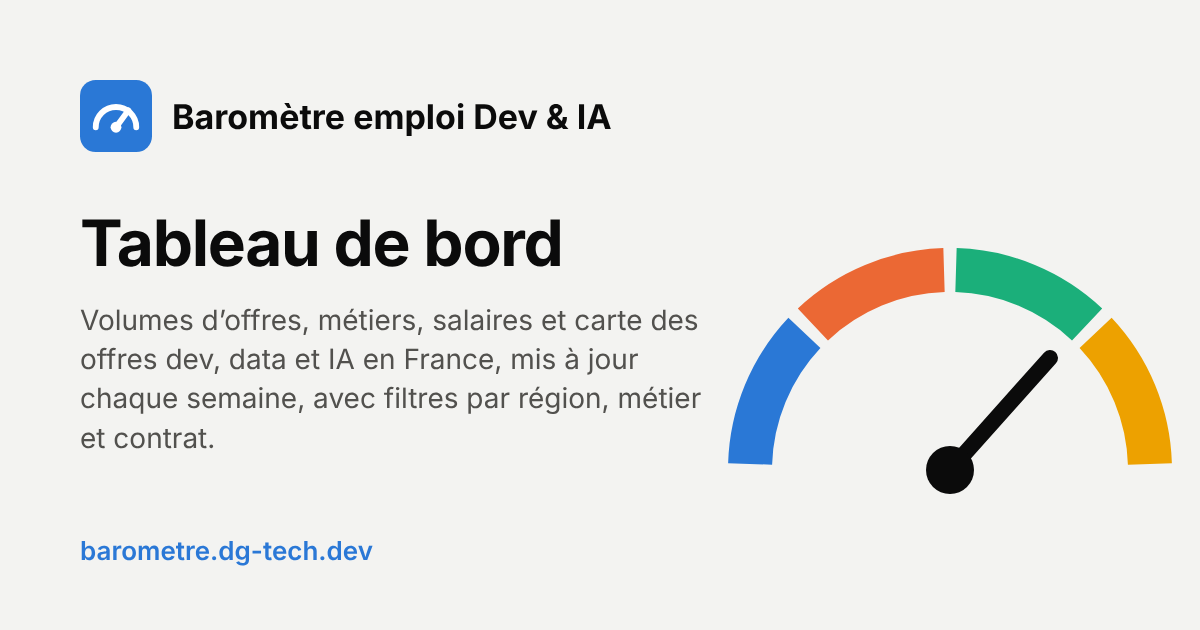 Baromètre emploi Dev & IA
Tableau de bord
Volumes d’offres, métiers, salaires et carte des
offres dev, data et IA en France, mis à jour
chaque semaine, avec filtres par région, métier
et contrat.
barometre.dg-tech.dev